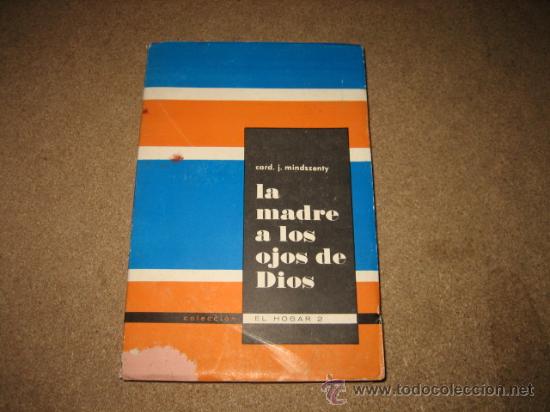 card. j. mindszenty
la
madre
a los
ojos de
Dios
colección EL HOGAR 2
© www.todocoleccion.net